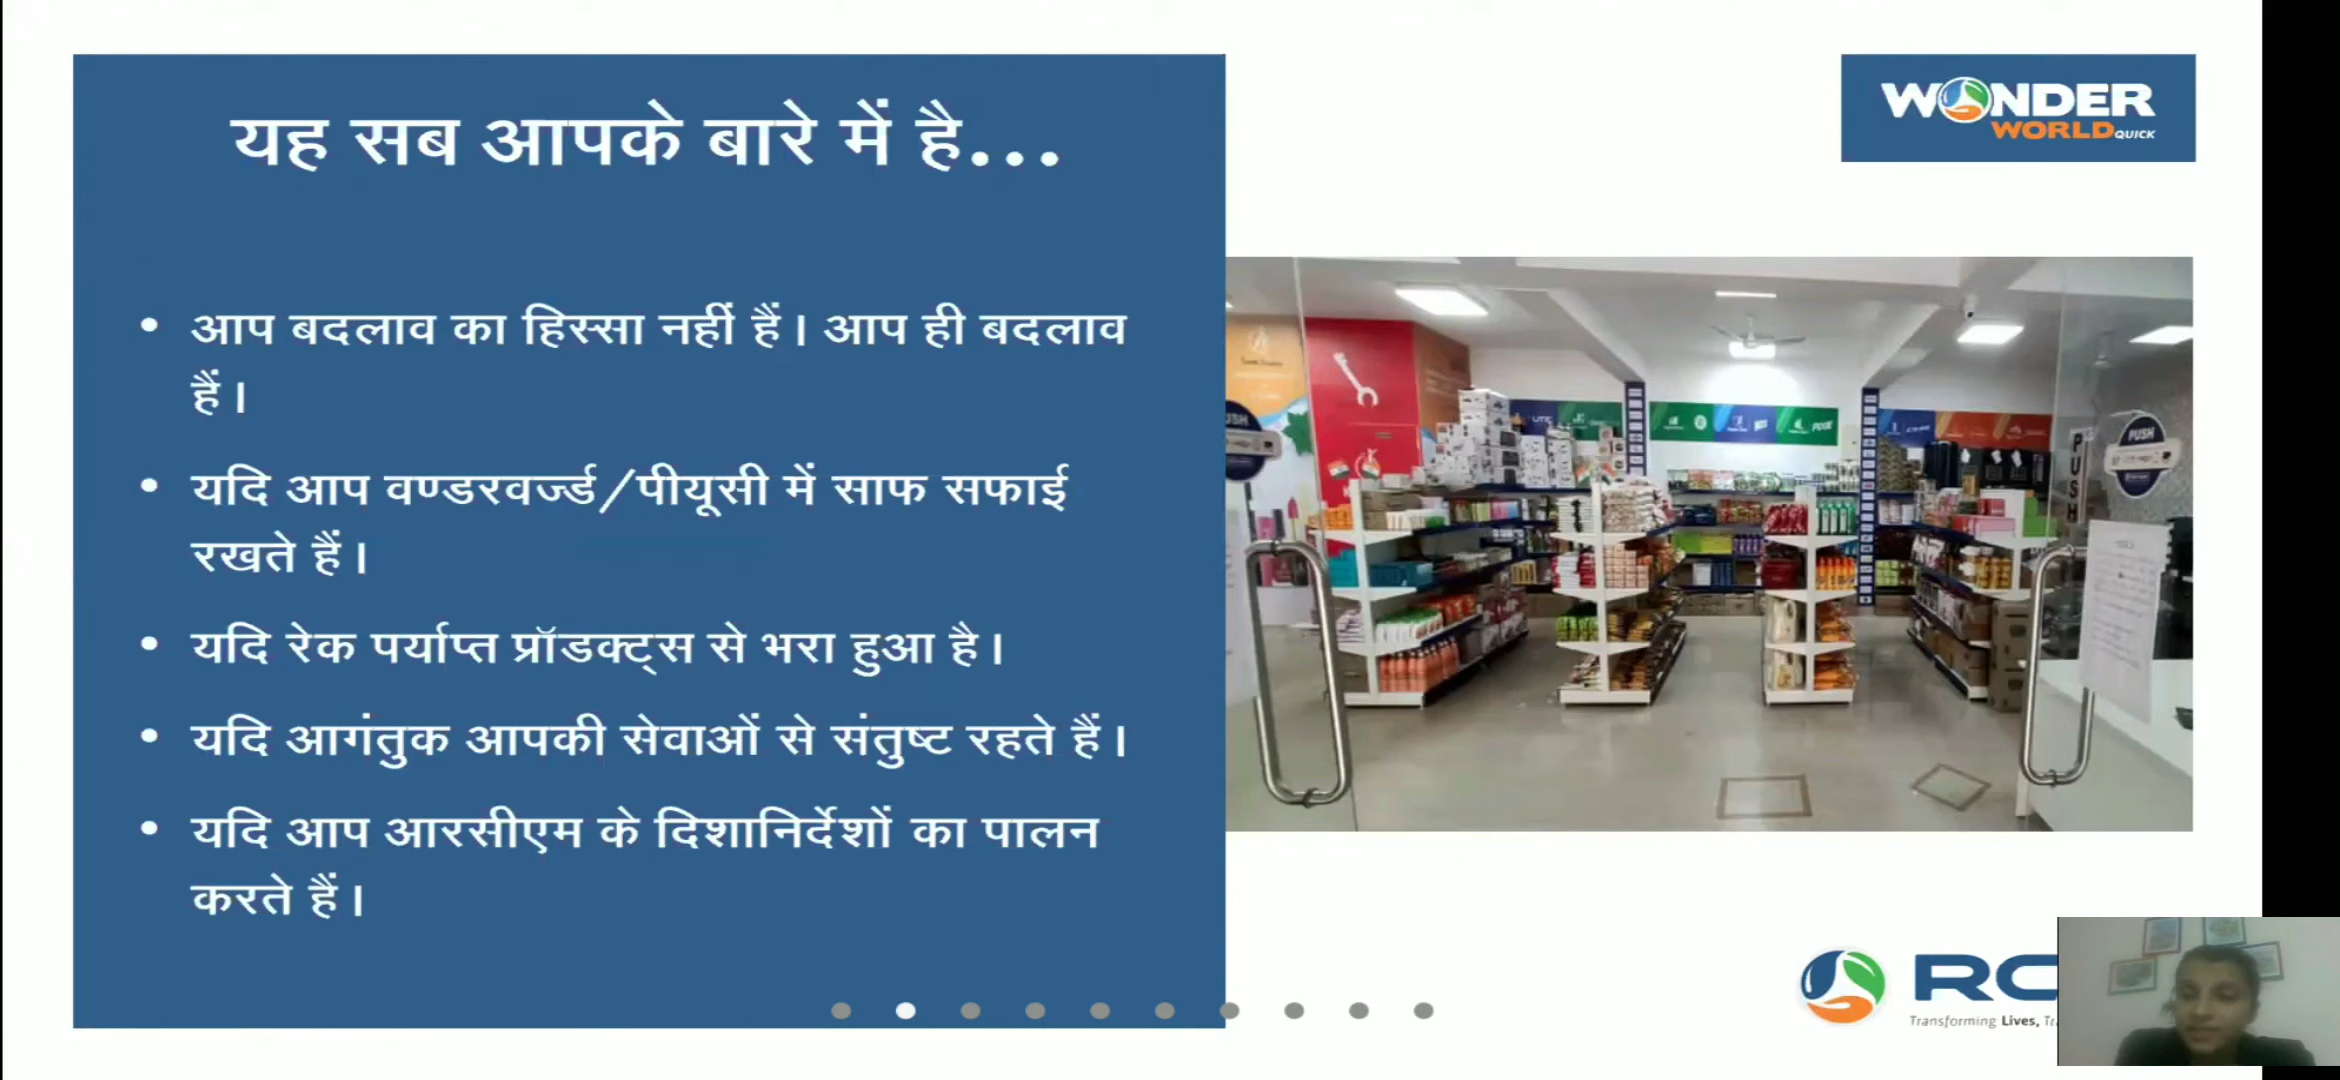 यह सब आपके बारे में है...
WONDER
WORLD QUICK
• आप बदलाव का हिस्सा नहीं हैं। आप ही बदलाव
हैं।
• यदि आप वण्डरवर्ज्ड/पीयूसी में साफ सफाई
रखते हैं।
• यदि रेक पर्याप्त प्रॉडक्ट्स से भरा हुआ है।
• यदि आगंतुक आपकी सेवाओं से संतुष्ट रहते हैं।
• यदि आप आरसीएम के दिशानिर्देशों का पालन
करते हैं।
PUSH
PUSH
Transforming Lives,